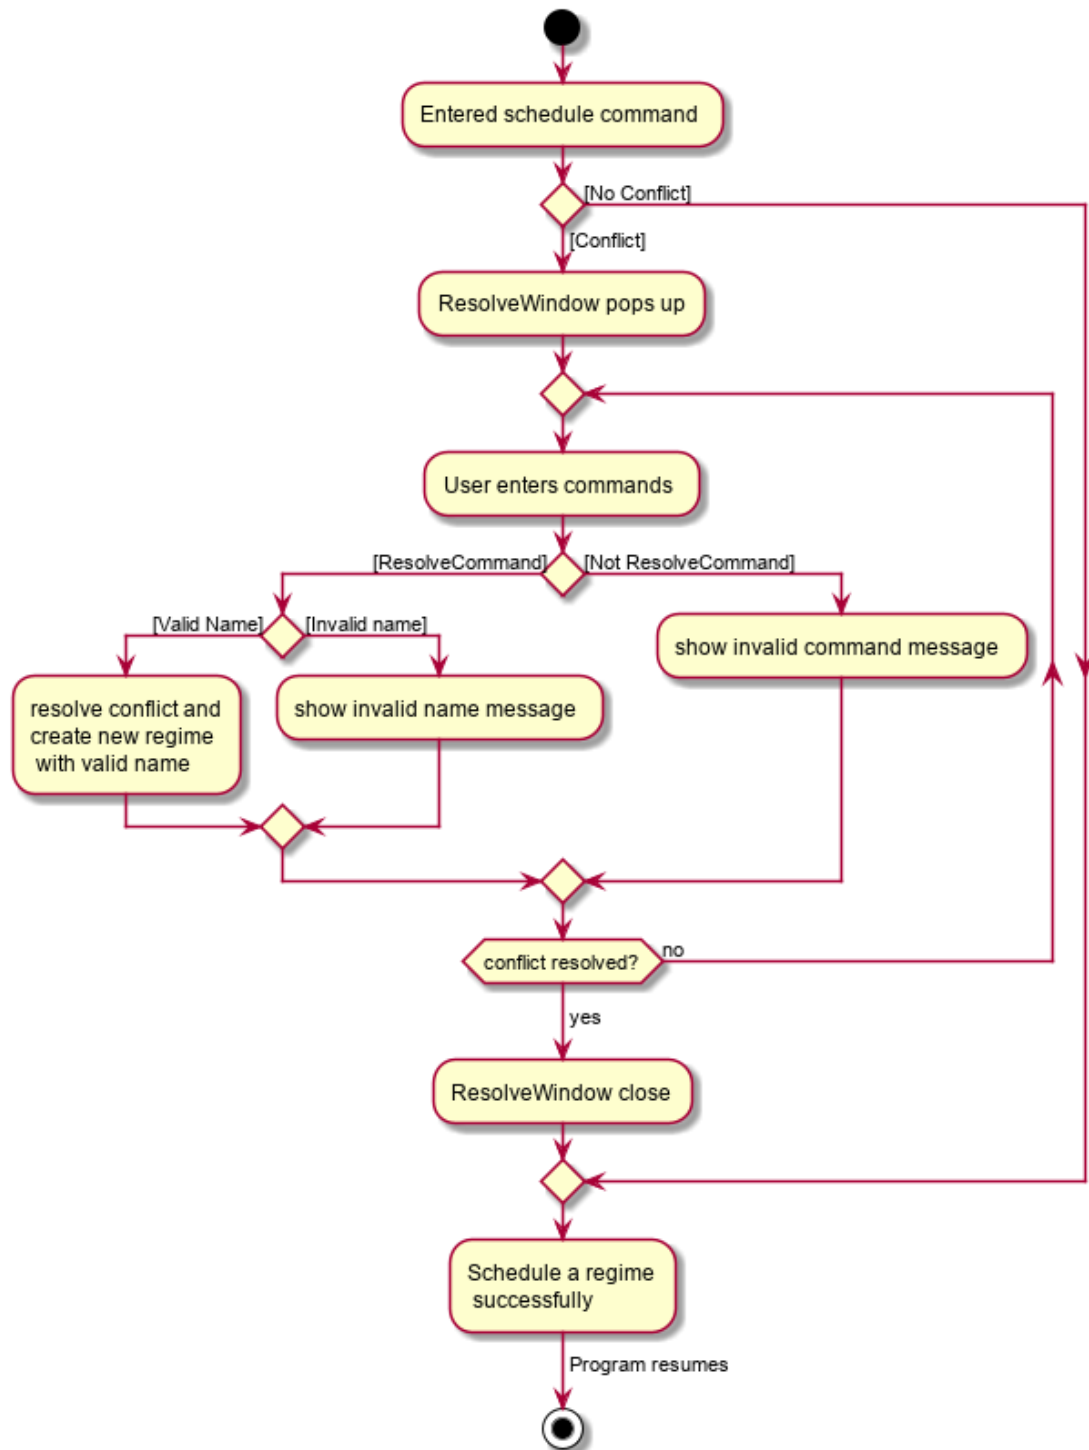 Entered schedule command
[No Conflict]
[Conflict]
ResolveWindow pops up
User enters commands
[ResolveCommand]
[Not ResolveCommand]
[Valid Name]
[Invalid name]
show invalid command message
resolve conflict and
create new regime
with valid name
show invalid name message
conflict resolved?
no
yes
ResolveWindow close
Schedule a regime
successfully
Program resumes